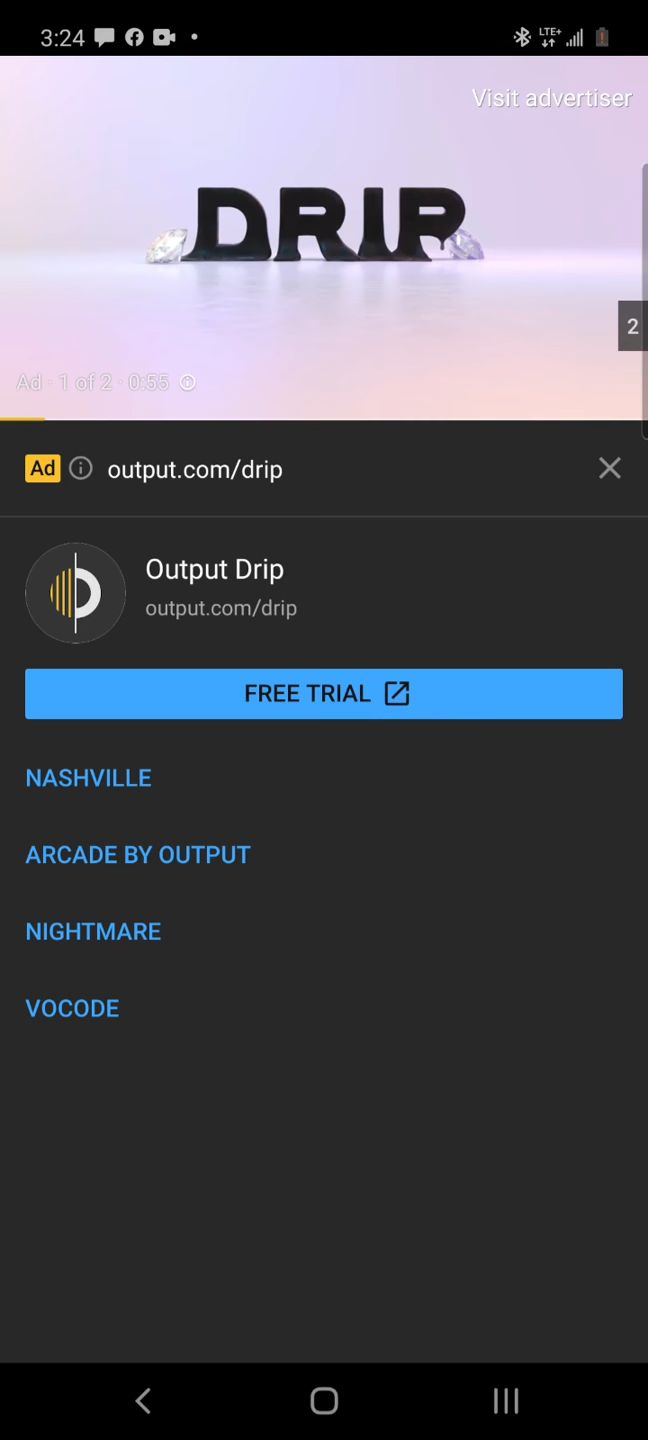 3:24
LTE+
Visit advertiser
DRIP
2
Ad · 1 of 2 · 0:55
Ad output.com/drip
Output Drip
output.com/drip
FREE TRIAL
NASHVILLE
ARCADE BY OUTPUT
NIGHTMARE
VOCODE